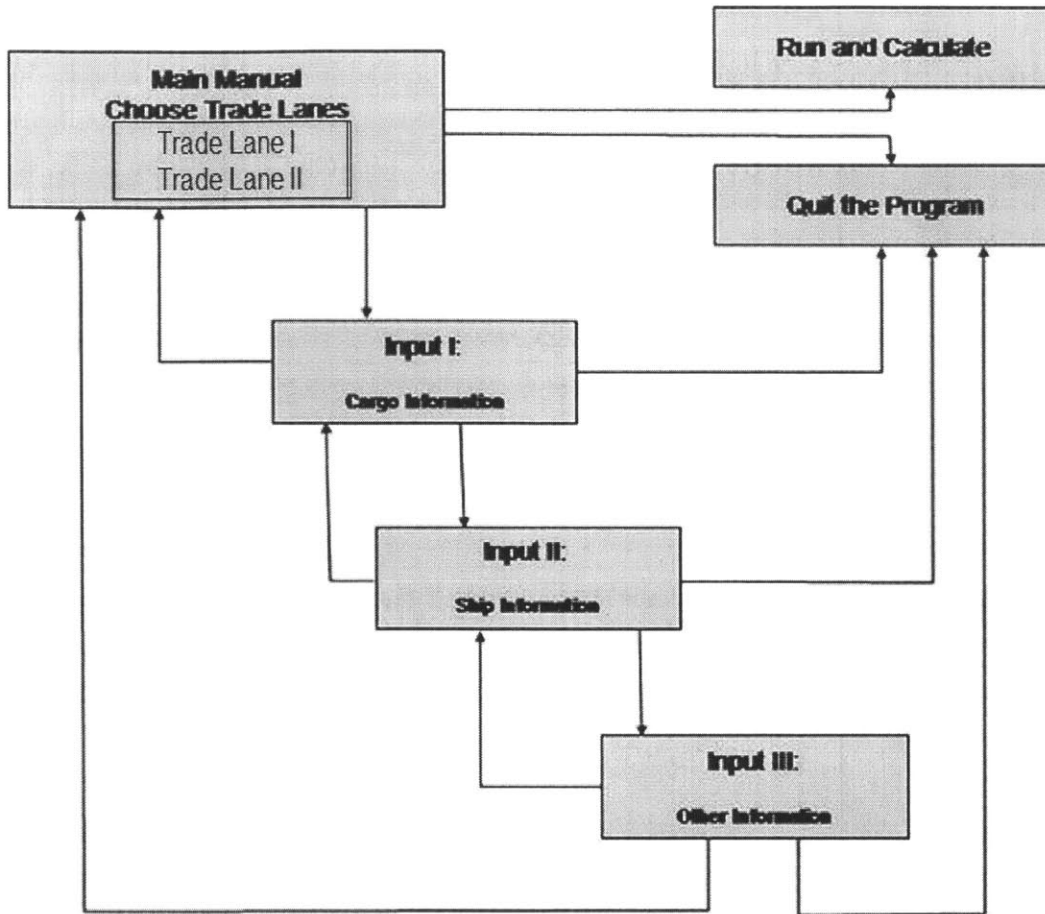 Main Manual
Choose Trade Lanes
Trade Lane I
Trade Lane II
Run and Calculate
Quit the Program
Input I:
Cargo Information
Input II:
Ship Information
Input III:
Other Information